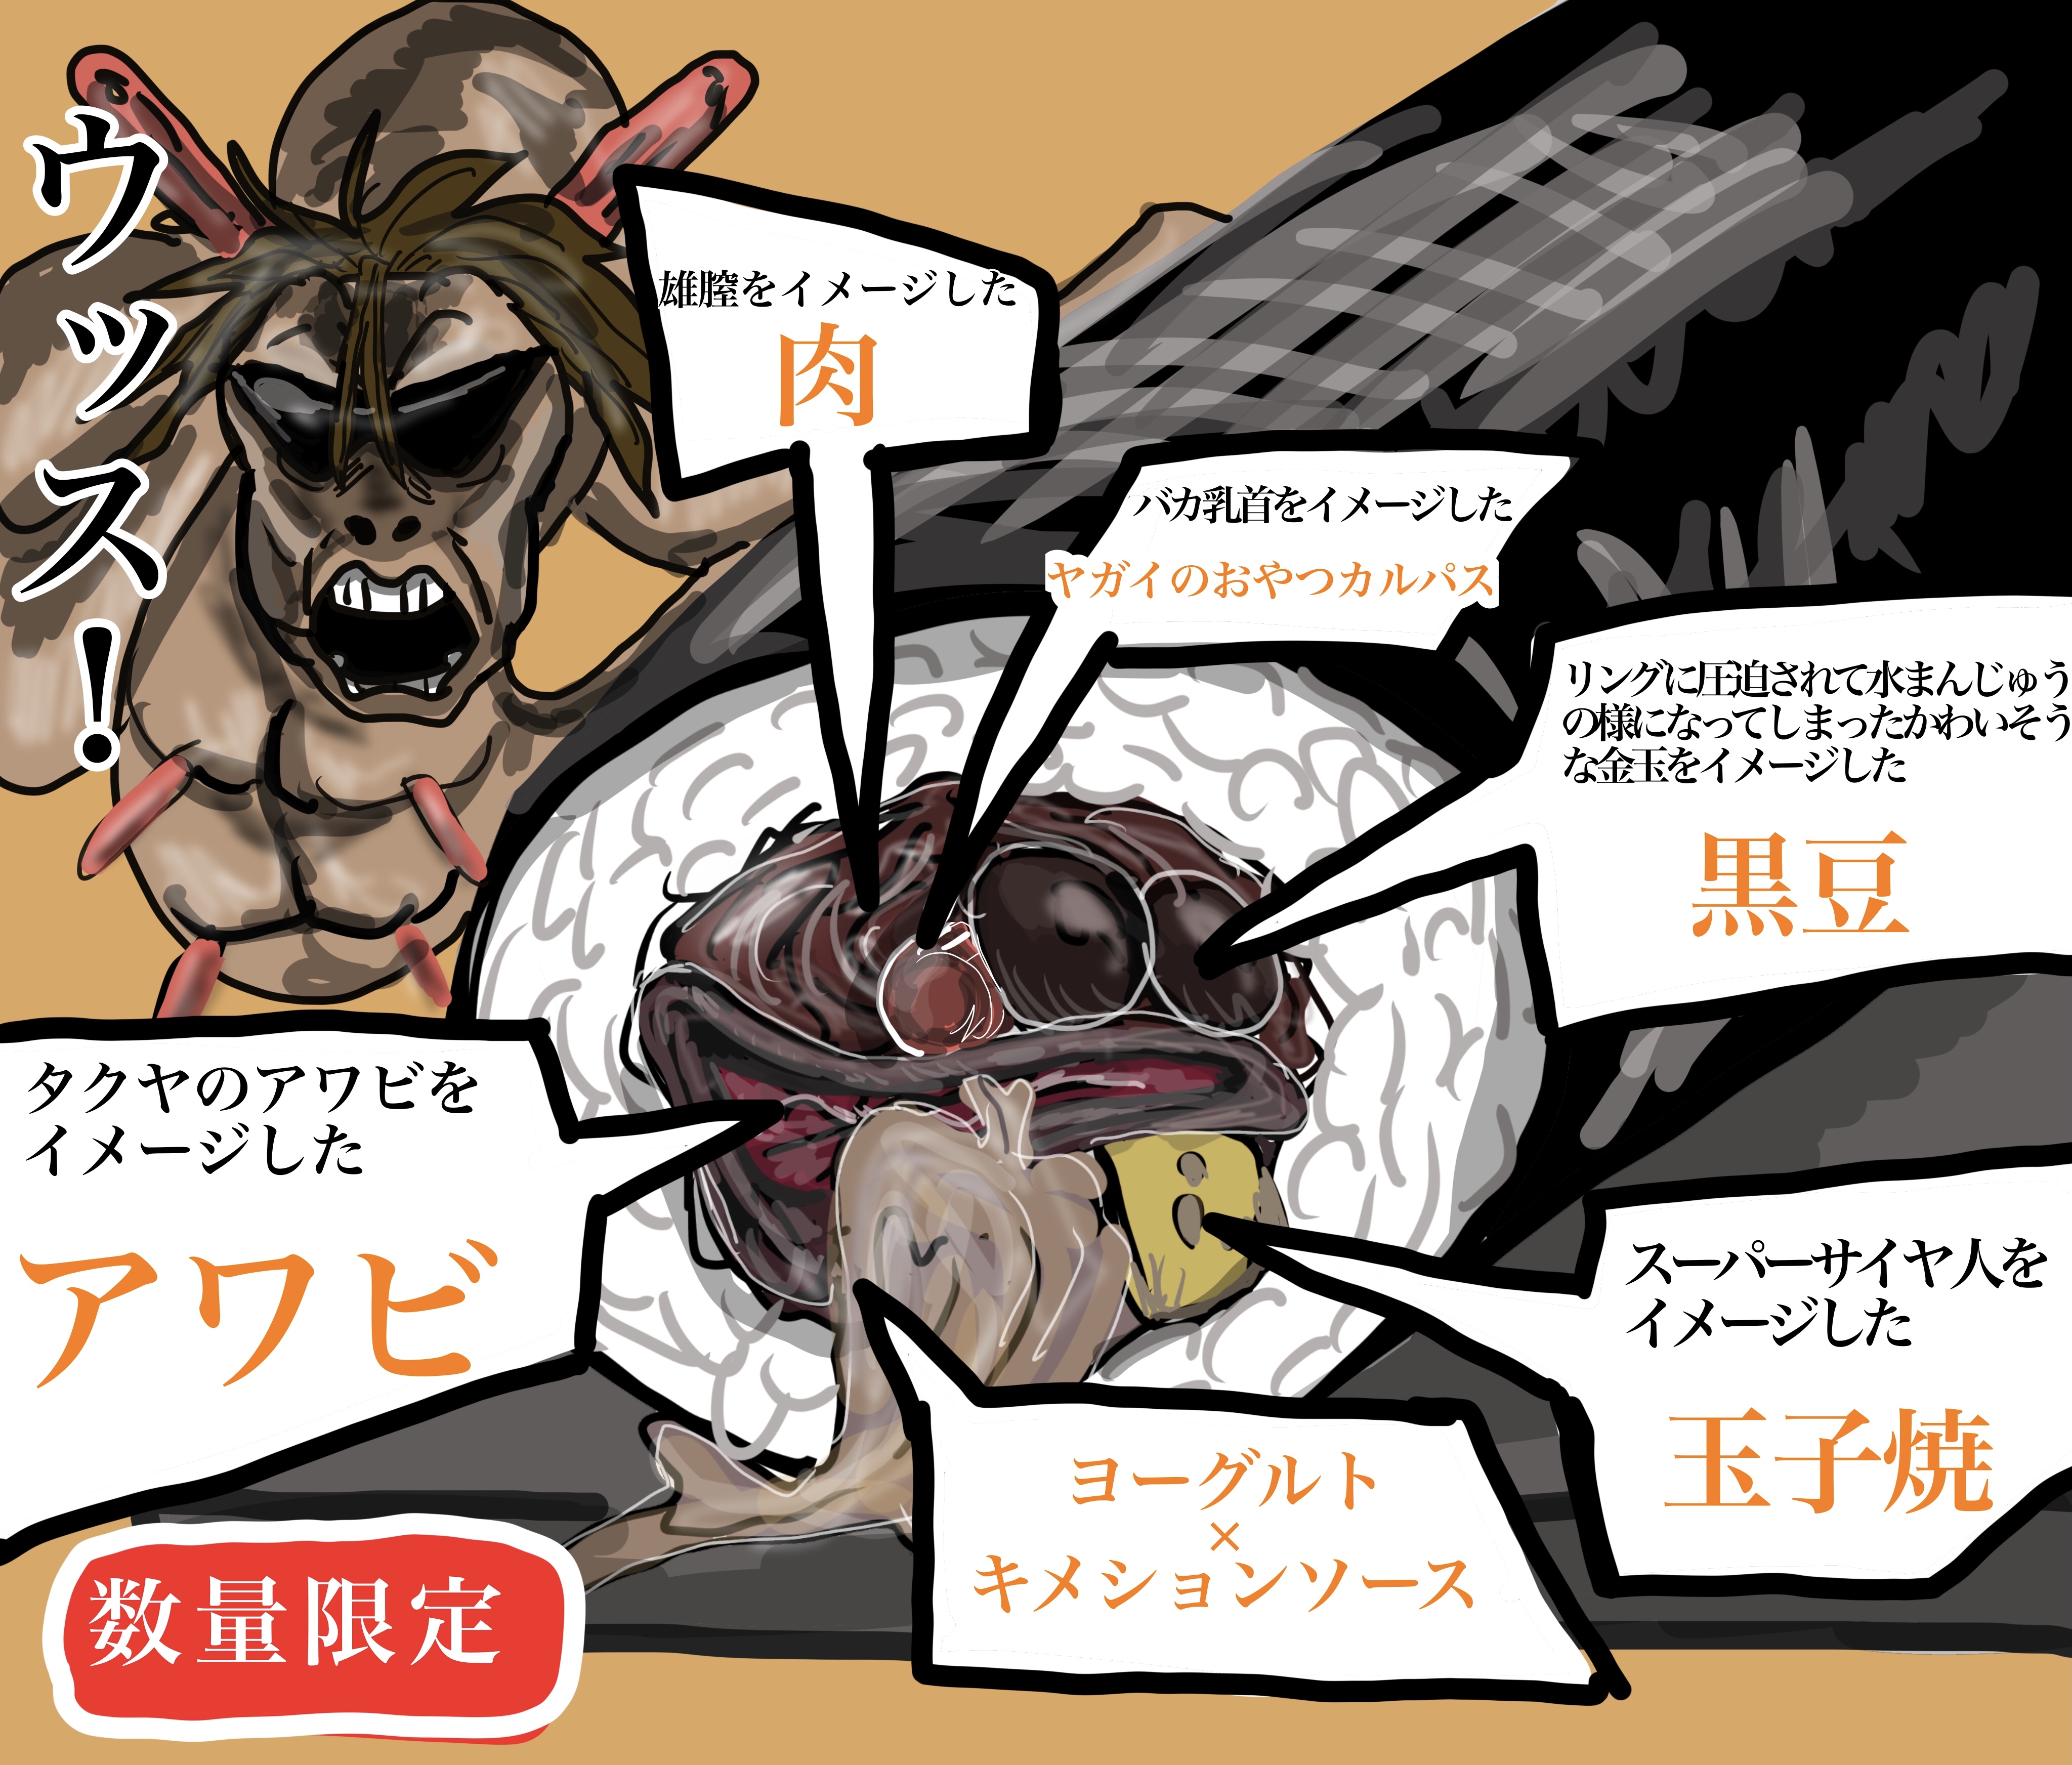 ウッス！
雄膣をイメージした
肉
バカ乳首をイメージした
ヤガイのおやつカルパス
リングに圧迫されて水まんじゅう
の様になってしまったかわいそう
な金玉をイメージした
黒豆
タクヤのアワビを
イメージした
アワビ
スーパーサイヤ人を
イメージした
玉子焼
ヨーグルト
×
キメションソース
数量限定